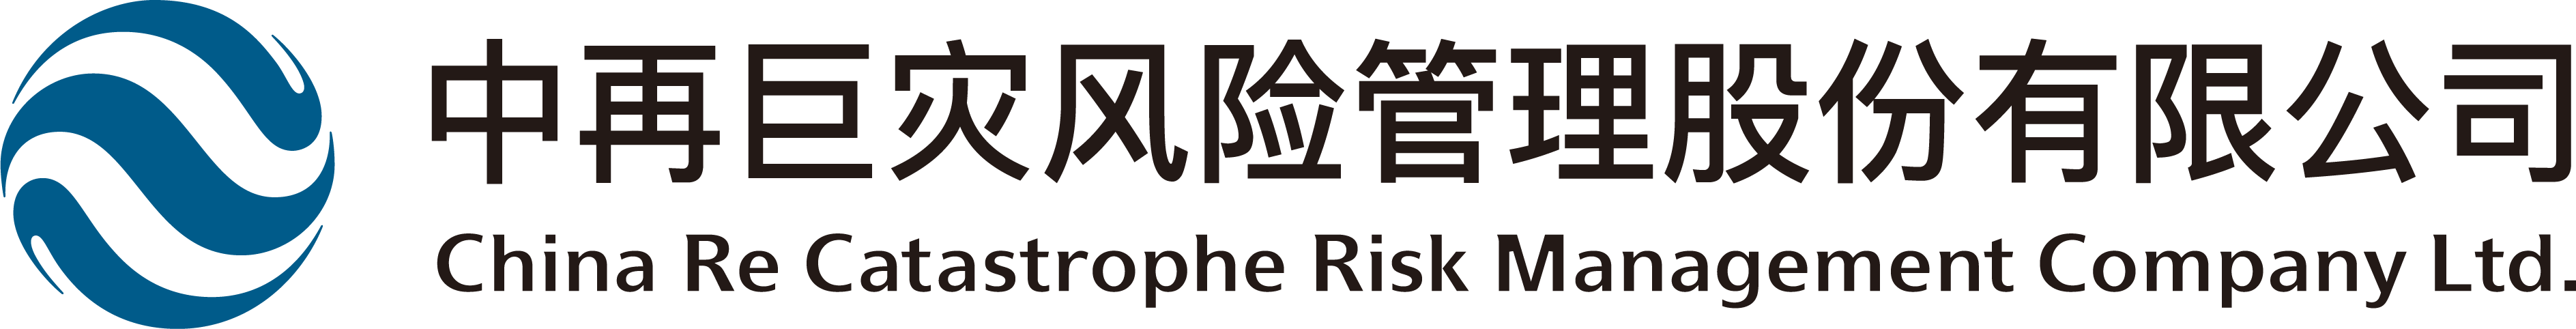 中再巨灾风险管理股份有限公司
China Re Catastrophe Risk Management Company Ltd.